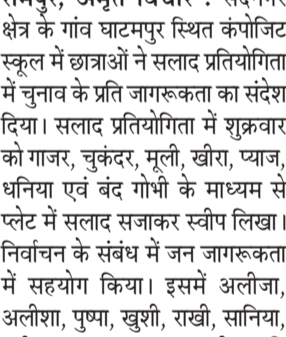 क्षेत्र के गांव घाटमपुर स्थित कंपोजिट
स्कूल में छात्राओं ने सलाद प्रतियोगिता
में चुनाव के प्रति जागरूकता का संदेश
दिया। सलाद प्रतियोगिता में शुक्रवार
को गाजर, चुकंदर, मूली, खीरा, प्याज,
धनिया एवं बंद गोभी के माध्यम से
प्लेट में सलाद सजाकर स्वीप लिखा।
निर्वाचन के संबंध में जन जागरूकता
में सहयोग किया। इसमें अलीजा,
अलीशा, पुष्पा, खुशी, राखी, सानिया,